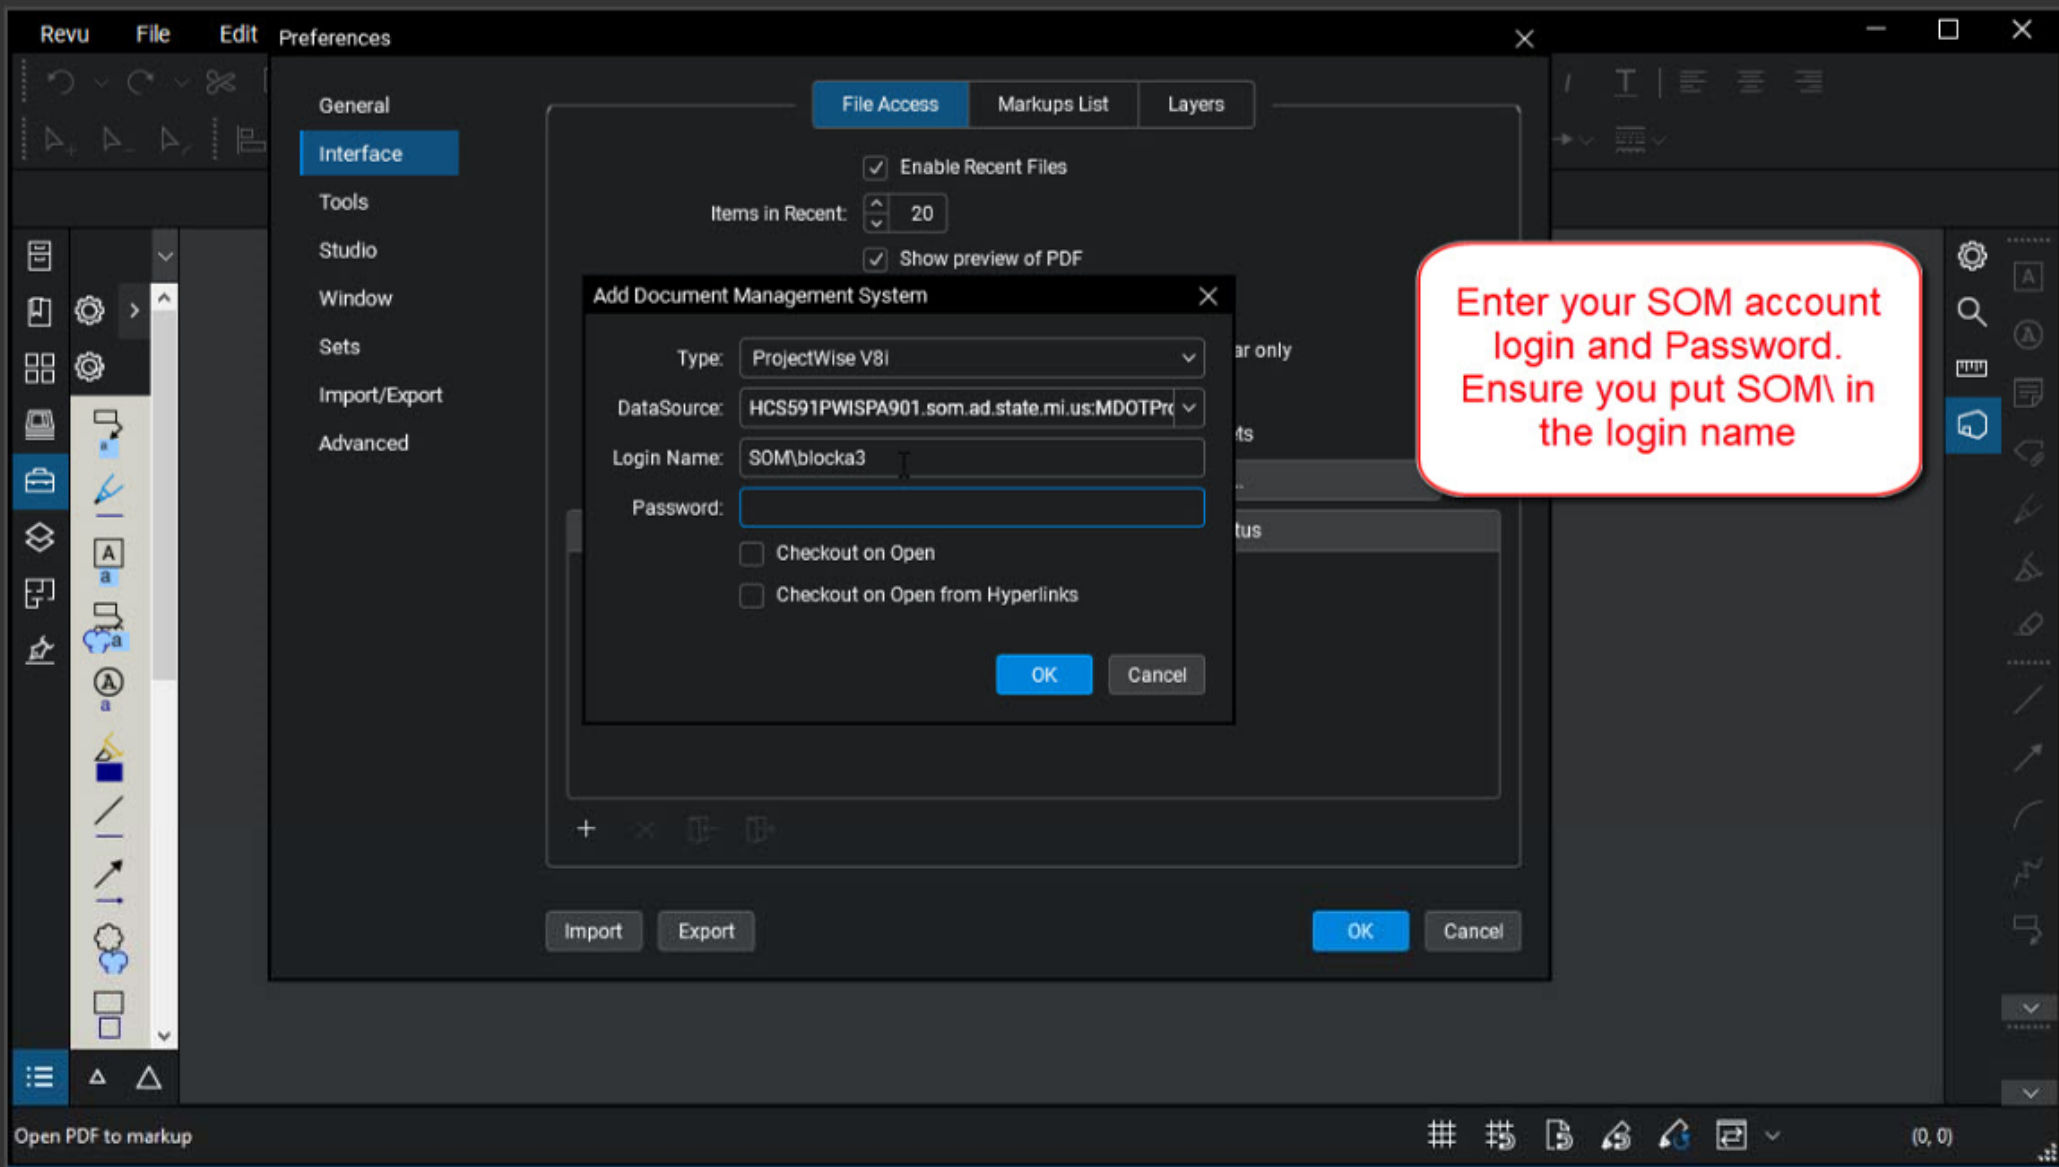 Revu File Edit
Preferences
General
Interface
Tools
Studio
Window
Sets
Import/Export
Advanced
File Access Markups List Layers
Enable Recent Files
Items in Recent: 20
Show preview of PDF
ar only
ts
tus
Add Document Management System
Type: ProjectWise V8i
DataSource: HCS591PWISPA901.som.ad.state.mi.us:MDOTPro
Login Name: SOM\blocka3
Password:
Checkout on Open
Checkout on Open from Hyperlinks
OK Cancel
Enter your SOM account
login and Password.
Ensure you put SOM\ in
the login name
Import Export OK Cancel
Open PDF to markup
(0, 0)